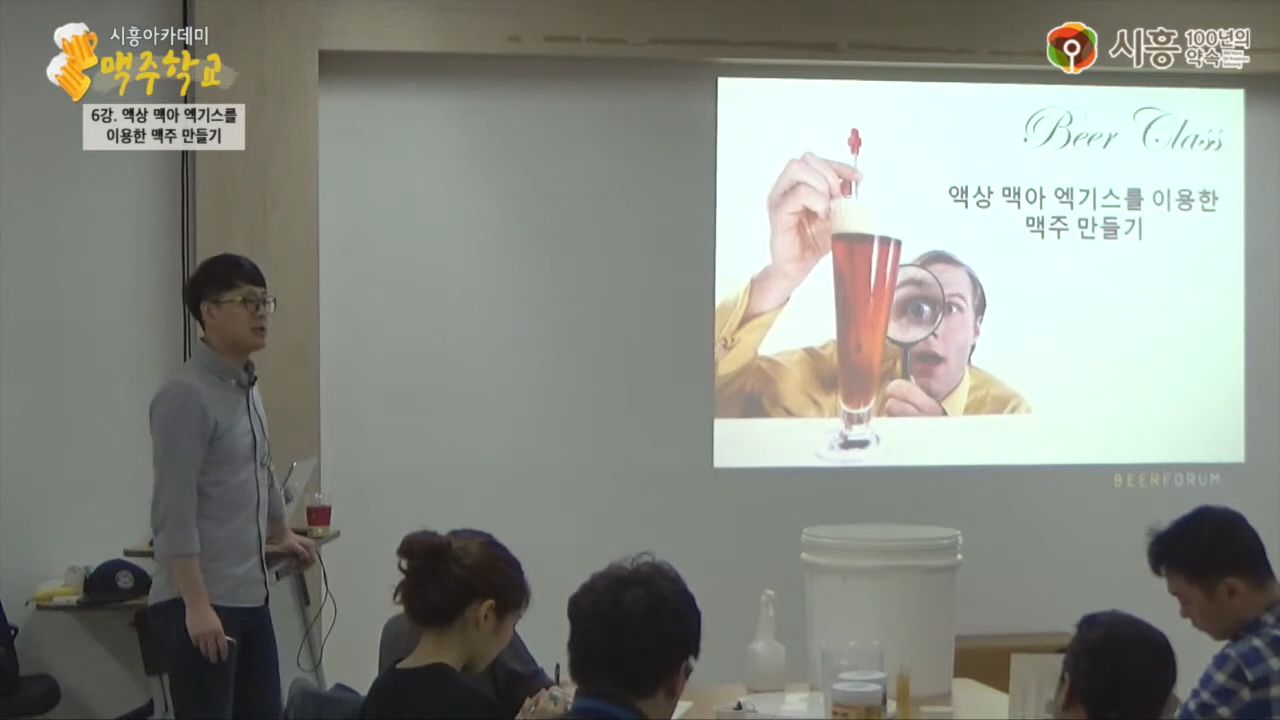 시흥아카데미
맥주학교
6강. 액상 맥아 엑기스를
이용한 맥주 만들기
시흥 100년의
약속
Beer Class
액상 맥아 엑기스를 이용한
맥주 만들기
BEERFORUM